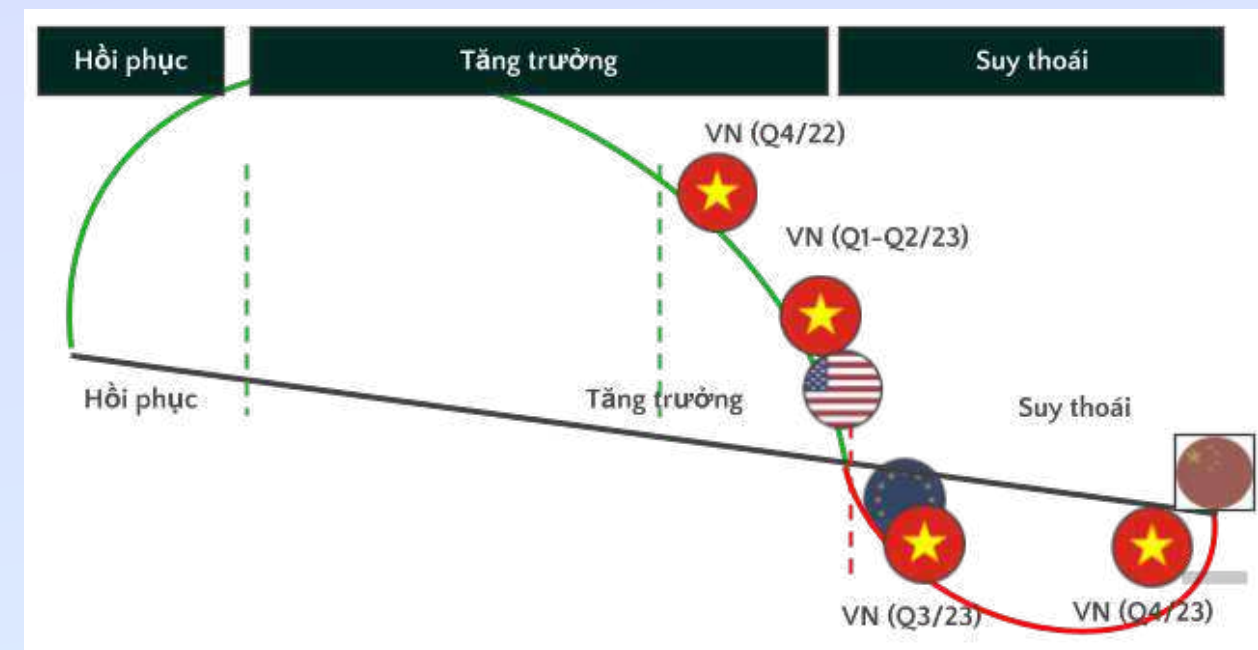 Hồi phục
Tăng trưởng
Suy thoái
VN (Q4/22)
VN (Q1-Q2/23)
Hồi phục
Tăng trưởng
Suy thoái
VN (Q3/23)
VN (Q4/23)